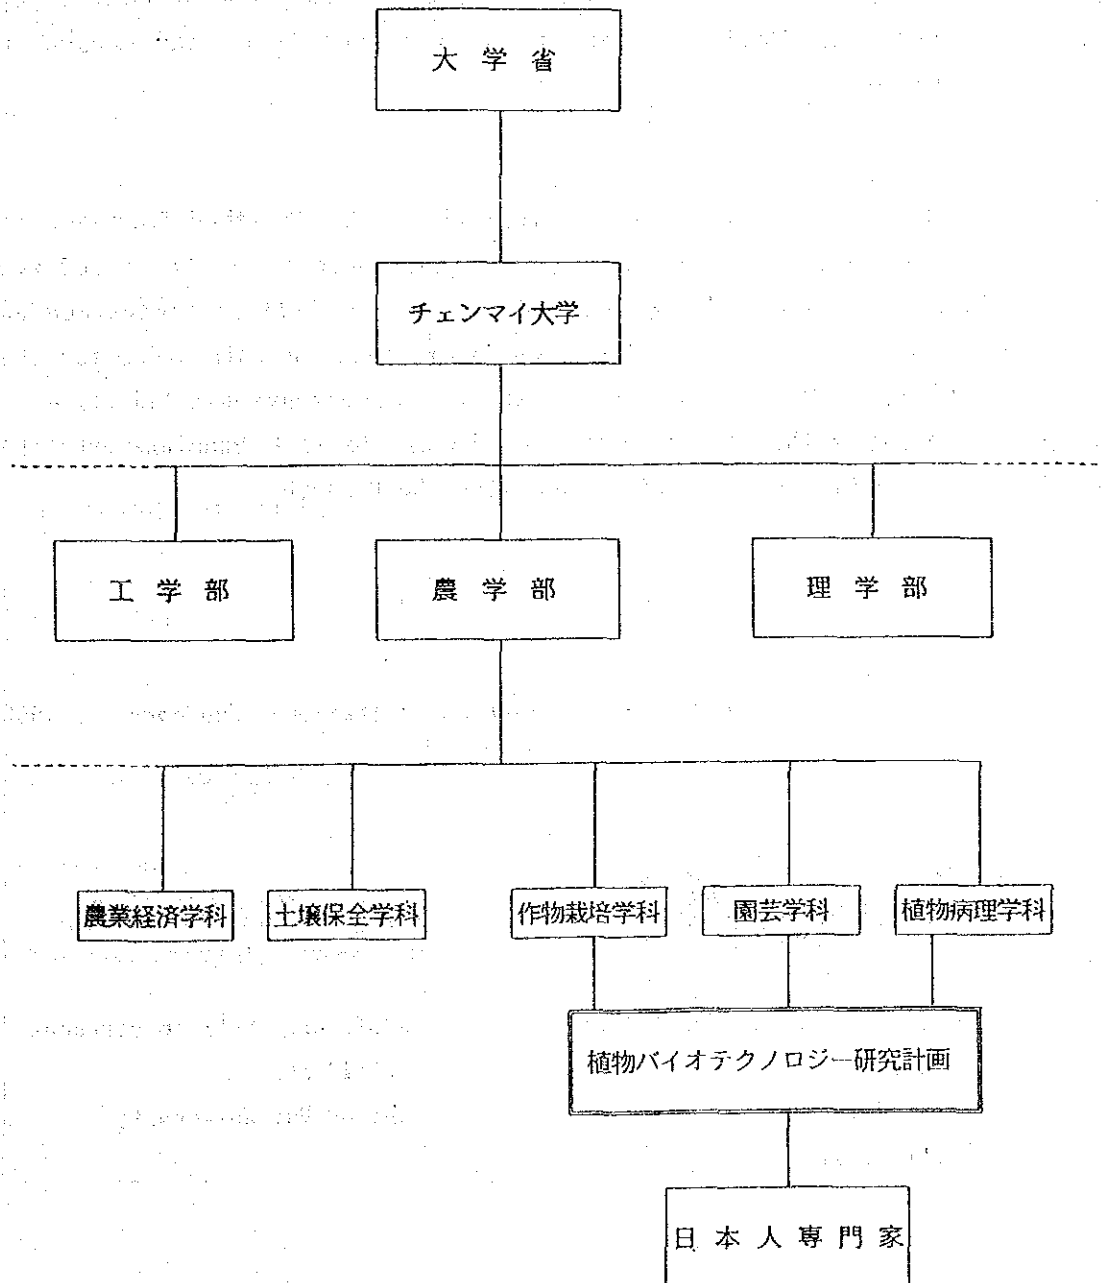 大学省
チェンマイ大学
工学部
農学部
理学部
農業経済学科
土壌保全学科
作物栽培学科
園芸学科
植物病理学科
植物バイオテクノロジー研究計画
日本人専門家